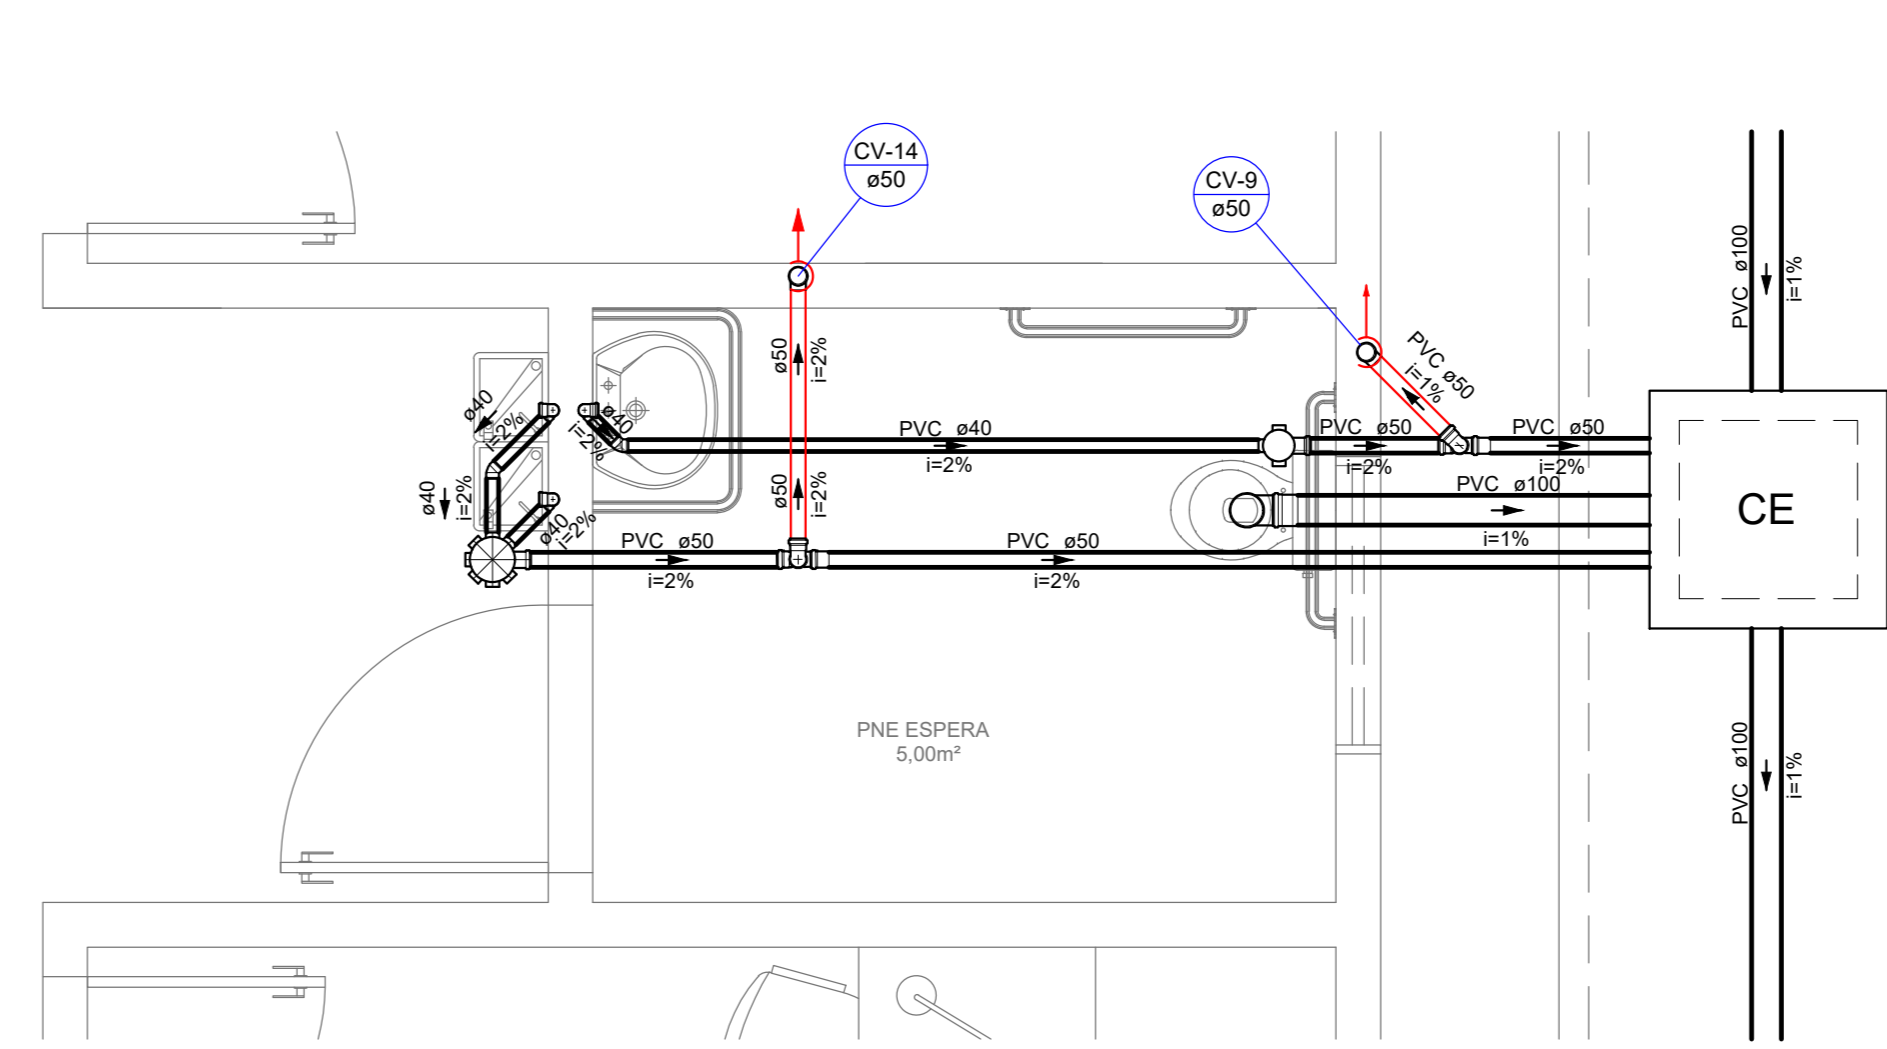 CV-14
ø50
CV-9
ø50
PVC ø100
i=1%
ø50
i=2%
PVC ø50
i=1%
ø40
i=2%
ø40
i=2%
PVC ø40
i=2%
PVC ø50
i=2%
PVC ø50
i=2%
ø40
i=2%
ø50
i=2%
PVC ø100
i=1%
CE
ø40
i=2%
PVC ø50
i=2%
PVC ø50
i=2%
PNE ESPERA
5,00m²
PVC ø100
i=1%